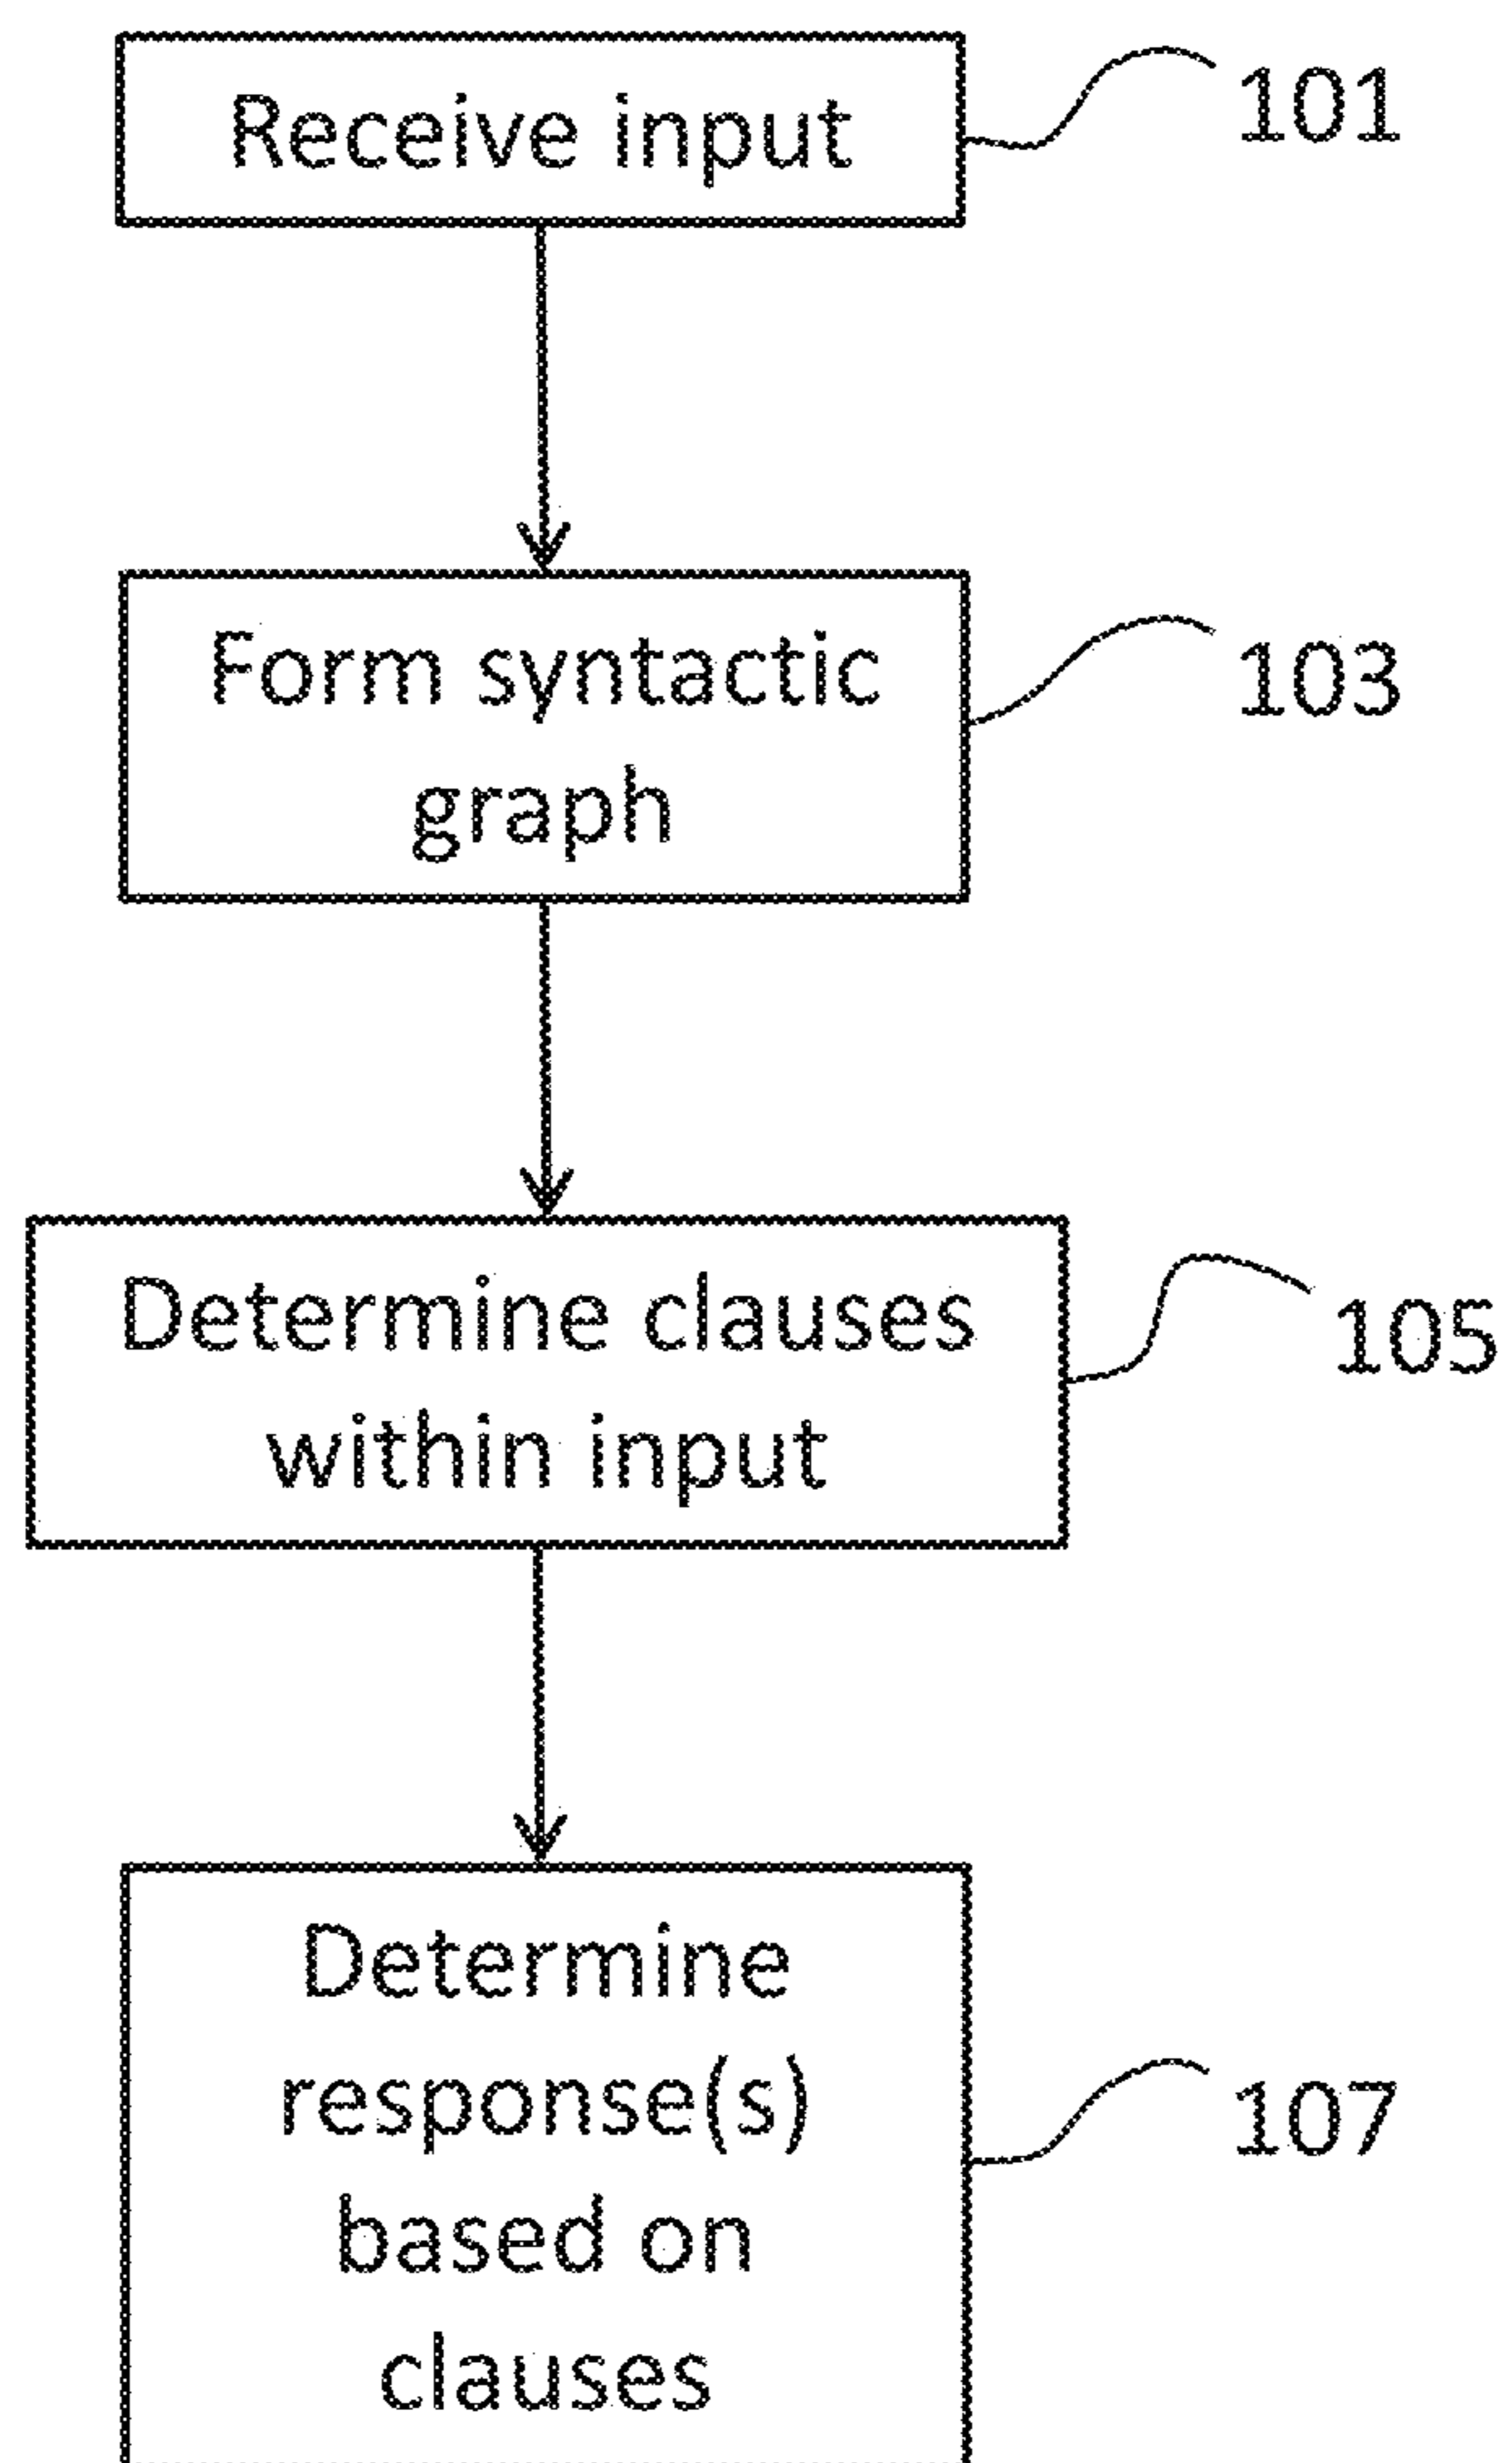 Receive input
101
Form syntactic
graph
103
Determine clauses
within input
105
Determine
response(s)
based on
clauses
107